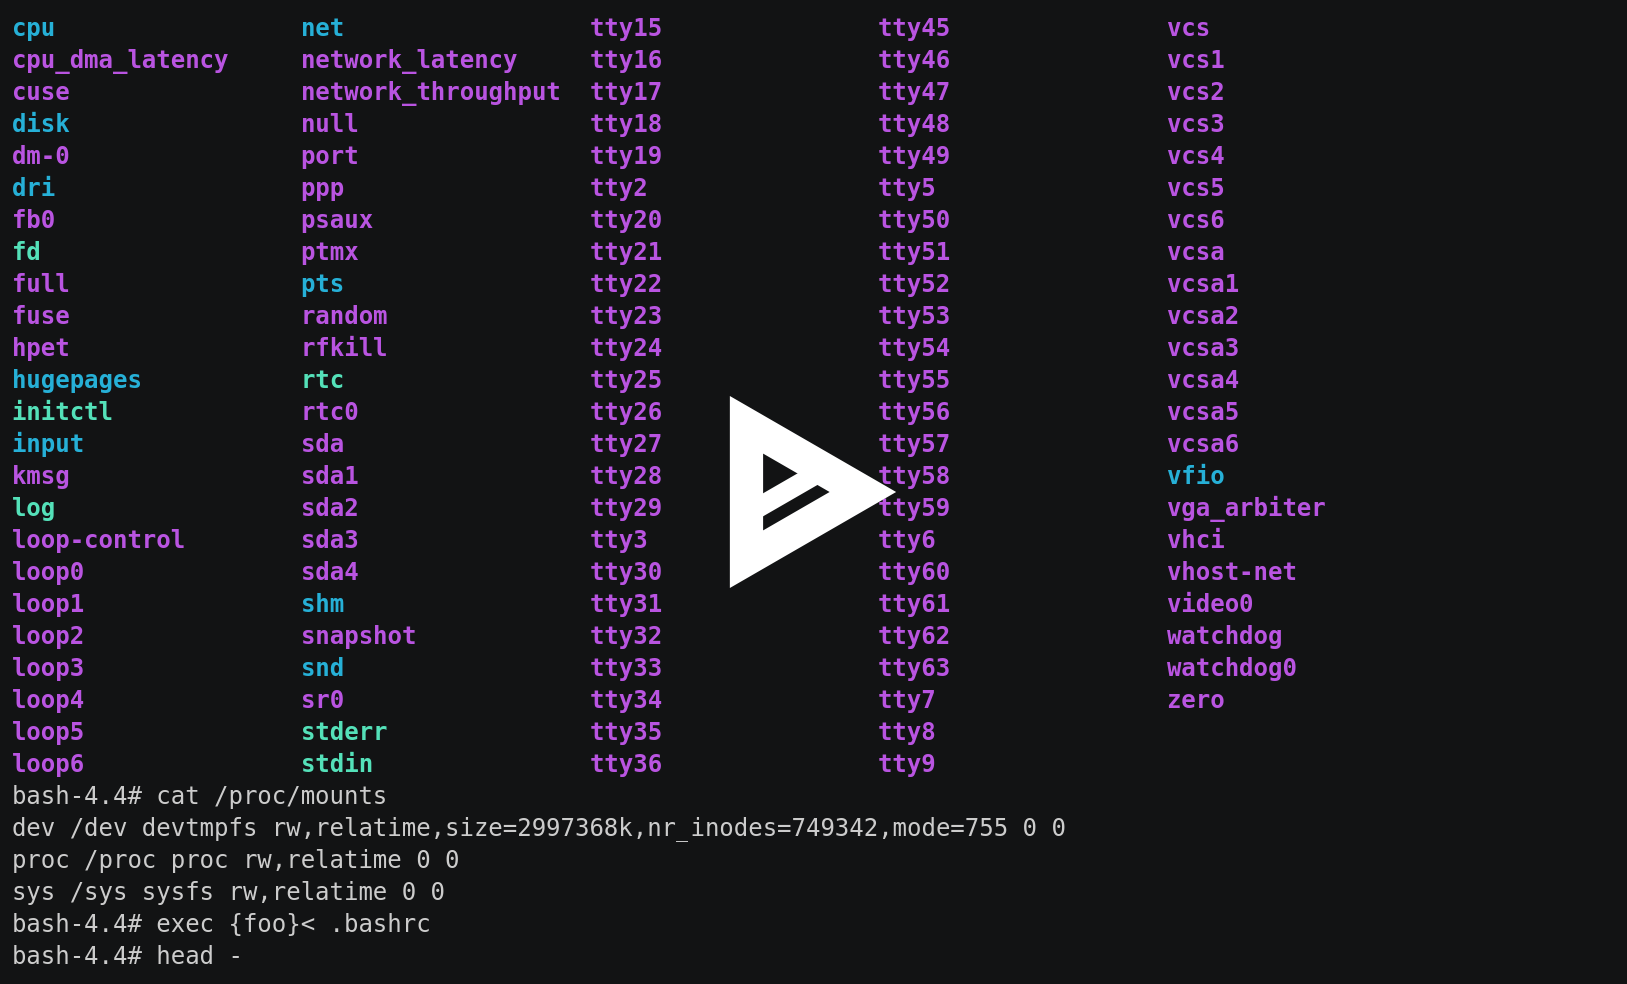 cpu net tty15 tty45 vcs
cpu_dma_latency network_latency tty16 tty46 vcs1
cuse network_throughput tty17 tty47 vcs2
disk null tty18 tty48 vcs3
dm-0 port tty19 tty49 vcs4
dri ppp tty2 tty5 vcs5
fb0 psaux tty20 tty50 vcs6
fd ptmx tty21 tty51 vcsa
full pts tty22 tty52 vcsa1
fuse random tty23 tty53 vcsa2
hpet rfkill tty24 tty54 vcsa3
hugepages rtc tty25 tty55 vcsa4
initctl rtc0 tty26 tty56 vcsa5
input sda tty27 tty57 vcsa6
kmsg sda1 tty28 tty58 vfio
log sda2 tty29 tty59 vga_arbiter
loop-control sda3 tty3 tty6 vhci
loop0 sda4 tty30 tty60 vhost-net
loop1 shm tty31 tty61 video0
loop2 snapshot tty32 tty62 watchdog
loop3 snd tty33 tty63 watchdog0
loop4 sr0 tty34 tty7 zero
loop5 stderr tty35 tty8
loop6 stdin tty36 tty9
bash-4.4# cat /proc/mounts
dev /dev devtmpfs rw,relatime,size=2997368k,nr_inodes=749342,mode=755 0 0
proc /proc proc rw,relatime 0 0
sys /sys sysfs rw,relatime 0 0
bash-4.4# exec {foo}< .bashrc
bash-4.4# head -